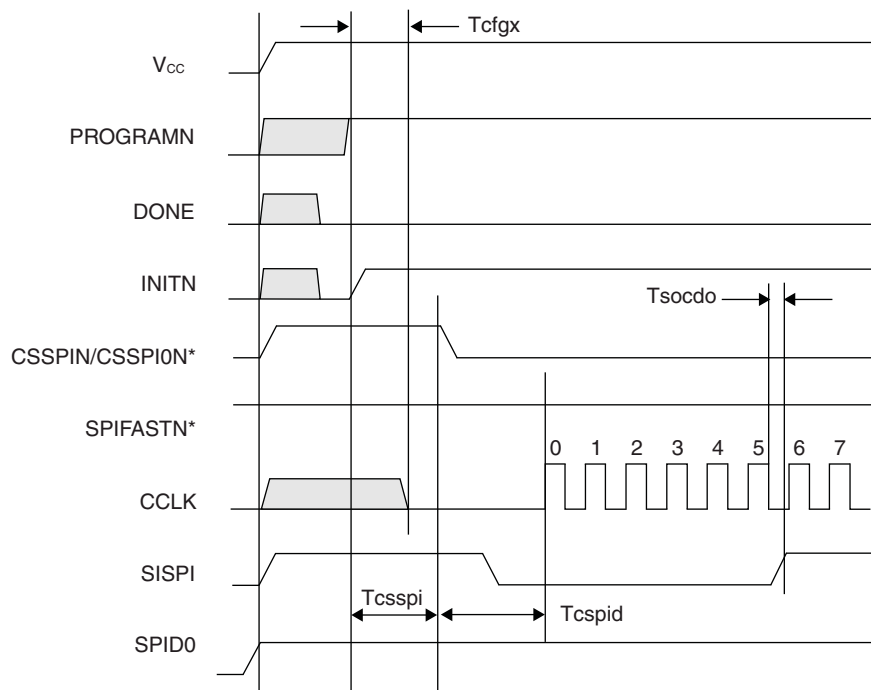 Tcfgx
VCC
PROGRAMN
DONE
INITN
Tsocdo
CSSPIN/CSSPI0N*
SPIFASTN*
0 1 2 3 4 5 6 7
CCLK
SISPI
Tcsspi
Tcspid
SPID0